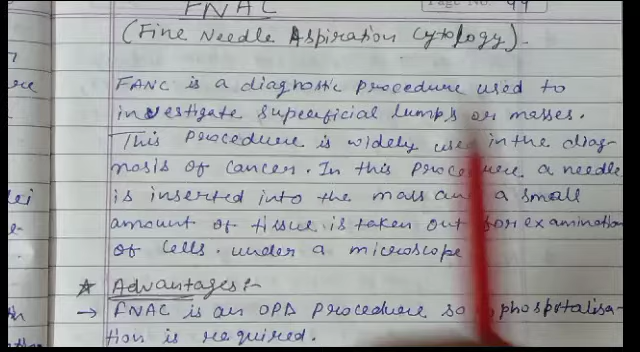 FNAC
Page No. 99
(Fine Needle Aspiration Cytology).
FANC is a diagnostic procedure used to
investigate superficial lumps or masses.
This procedure is widely used in the diag-
nosis of cancer. In this procedure a needle
is inserted into the mass and a small
amount of tissue is taken out for examination
of cells. under a microscope
* Advantages :-
→ FNAC is an OPD procedure so
tion is required.